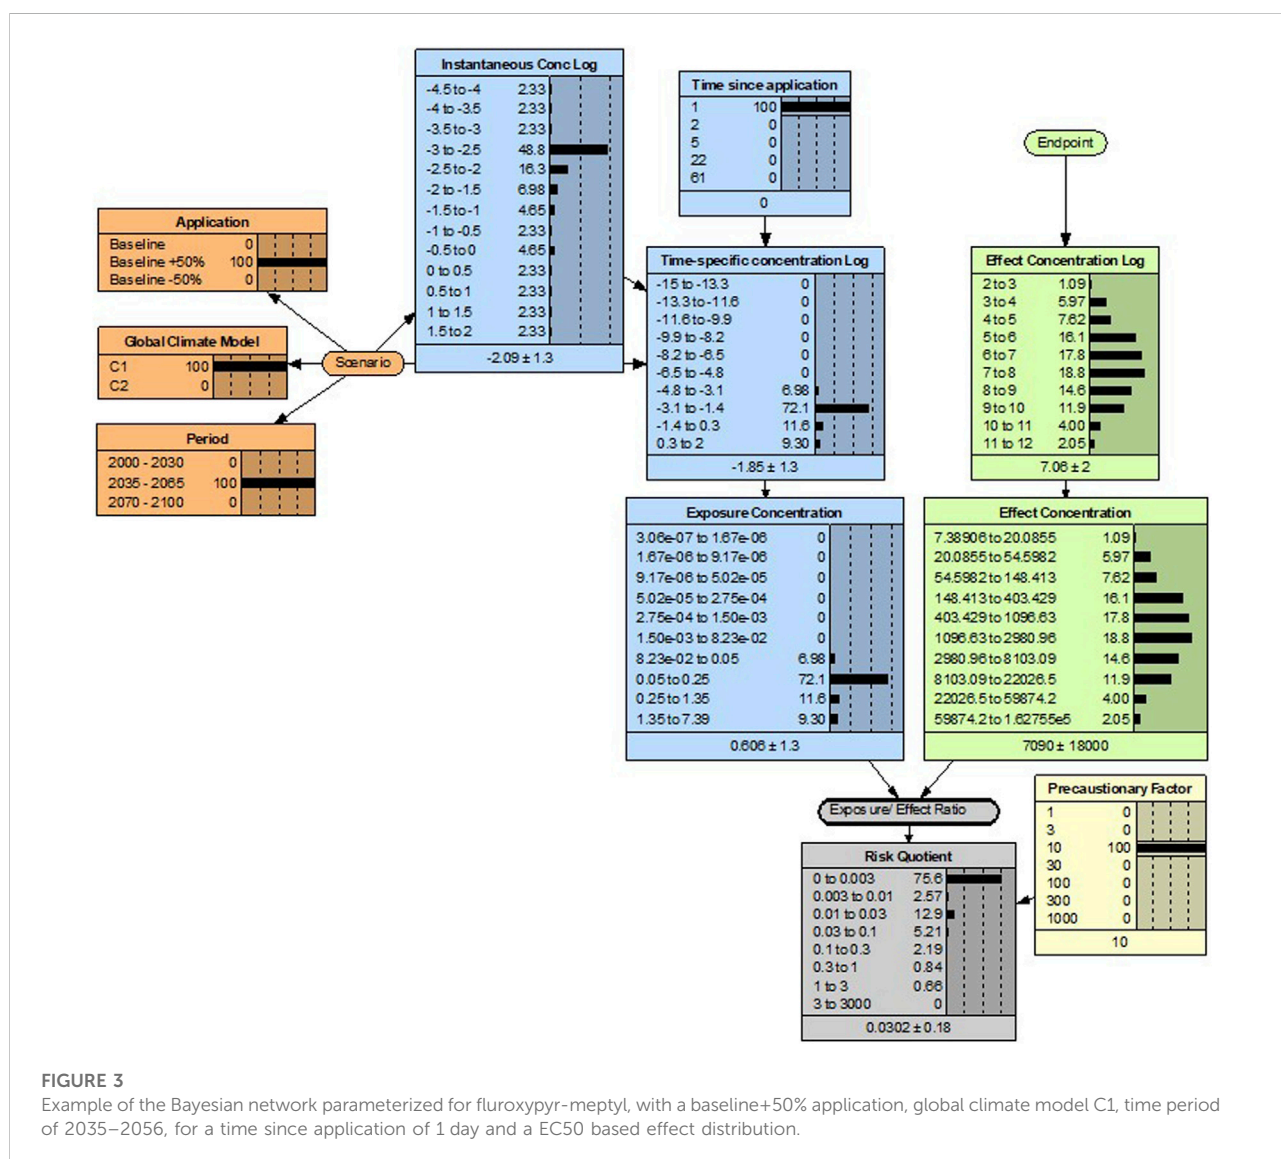 Instantaneous Conc Log
-4.5 to -4 2.33
-4 to -3.5 2.33
-3.5 to -3 2.33
-3 to -2.5 48.8
-2.5 to -2 16.3
-2 to -1.5 6.98
-1.5 to -1 4.65
-1 to -0.5 2.33
-0.5 to 0 4.65
0 to 0.5 2.33
0.5 to 1 2.33
1 to 1.5 2.33
1.5 to 2 2.33
-2.09 ± 1.3
Time since application
1 100
2 0
5 0
22 0
61 0
0
Endpoint
Application
Baseline 0
Baseline +50% 100
Baseline -50% 0
Global Climate Model
C1 100
C2 0
Scenario
Period
2000 - 2030 0
2035 - 2065 100
2070 - 2100 0
Time-specific concentration Log
-15 to -13.3 0
-13.3 to -11.6 0
-11.6 to -9.9 0
-9.9 to -8.2 0
-8.2 to -6.5 0
-6.5 to -4.8 0
-4.8 to -3.1 6.98
-3.1 to -1.4 72.1
-1.4 to 0.3 11.6
0.3 to 2 9.30
-1.85 ± 1.3
Effect Concentration Log
2 to 3 1.09
3 to 4 5.97
4 to 5 7.62
5 to 6 16.1
6 to 7 17.8
7 to 8 18.8
8 to 9 14.6
9 to 10 11.9
10 to 11 4.00
11 to 12 2.05
7.06 ± 2
Exposure Concentration
3.06e-07 to 1.67e-06 0
1.67e-06 to 9.17e-06 0
9.17e-06 to 5.02e-05 0
5.02e-05 to 2.75e-04 0
2.75e-04 to 1.50e-03 0
1.50e-03 to 8.23e-02 0
8.23e-02 to 0.05 6.98
0.05 to 0.25 72.1
0.25 to 1.35 11.6
1.35 to 7.39 9.30
0.606 ± 1.3
Effect Concentration
7.38906 to 20.0855 1.09
20.0855 to 54.5982 5.97
54.5982 to 148.413 7.62
148.413 to 403.429 16.1
403.429 to 1096.63 17.8
1096.63 to 2980.96 18.8
2980.96 to 8103.09 14.6
8103.09 to 22026.5 11.9
22026.5 to 59874.2 4.00
59874.2 to 1.62755e5 2.05
7090 ± 18000
Exposure/ Effect Ratio
Precaustionary Factor
1 0
3 0
10 100
30 0
100 0
300 0
1000 0
10
Risk Quotient
0 to 0.003 75.6
0.003 to 0.01 2.57
0.01 to 0.03 12.9
0.03 to 0.1 5.21
0.1 to 0.3 2.19
0.3 to 1 0.84
1 to 3 0.66
3 to 3000 0
0.0302 ± 0.18
FIGURE 3
Example of the Bayesian network parameterized for fluroxypyr-meptyl, with a baseline+50% application, global climate model C1, time period
of 2035–2056, for a time since application of 1 day and a EC50 based effect distribution.